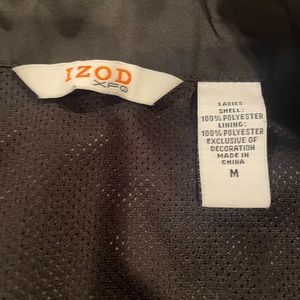 IZOD
XFG
LADIES
SHELL:
100% POLYESTER
LINING:
100% POLYESTER
EXCLUSIVE OF
DECORATION
MADE IN
CHINA
M